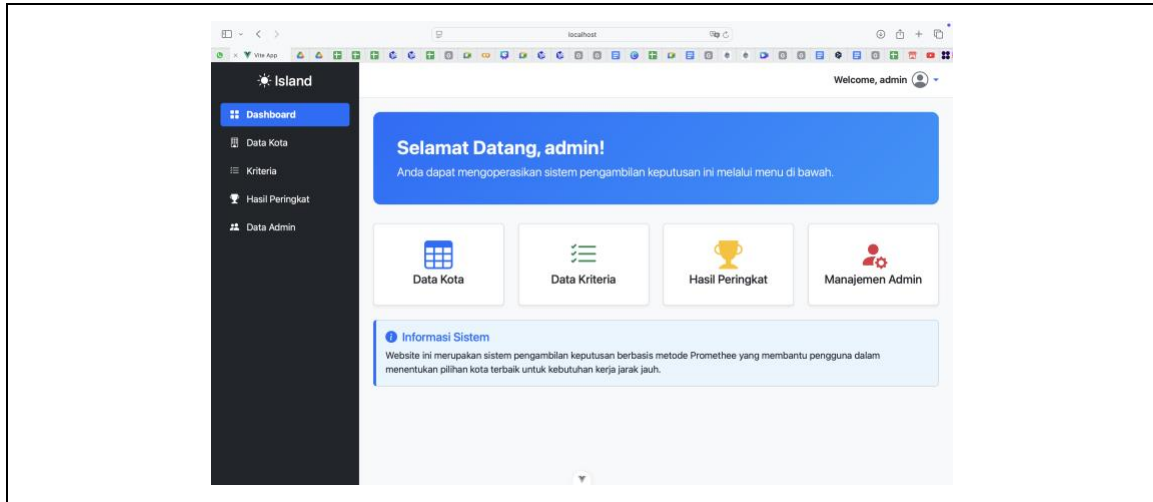 localhost
Vite App
Island
Welcome, admin
Dashboard
Data Kota
Kriteria
Hasil Peringkat
Data Admin
Selamat Datang, admin!
Anda dapat mengoperasikan sistem pengambilan keputusan ini melalui menu di bawah.
Data Kota
Data Kriteria
Hasil Peringkat
Manajemen Admin
Informasi Sistem
Website ini merupakan sistem pengambilan keputusan berbasis metode Promethee yang membantu pengguna dalam
menentukan pilihan kota terbaik untuk kebutuhan kerja jarak jauh.